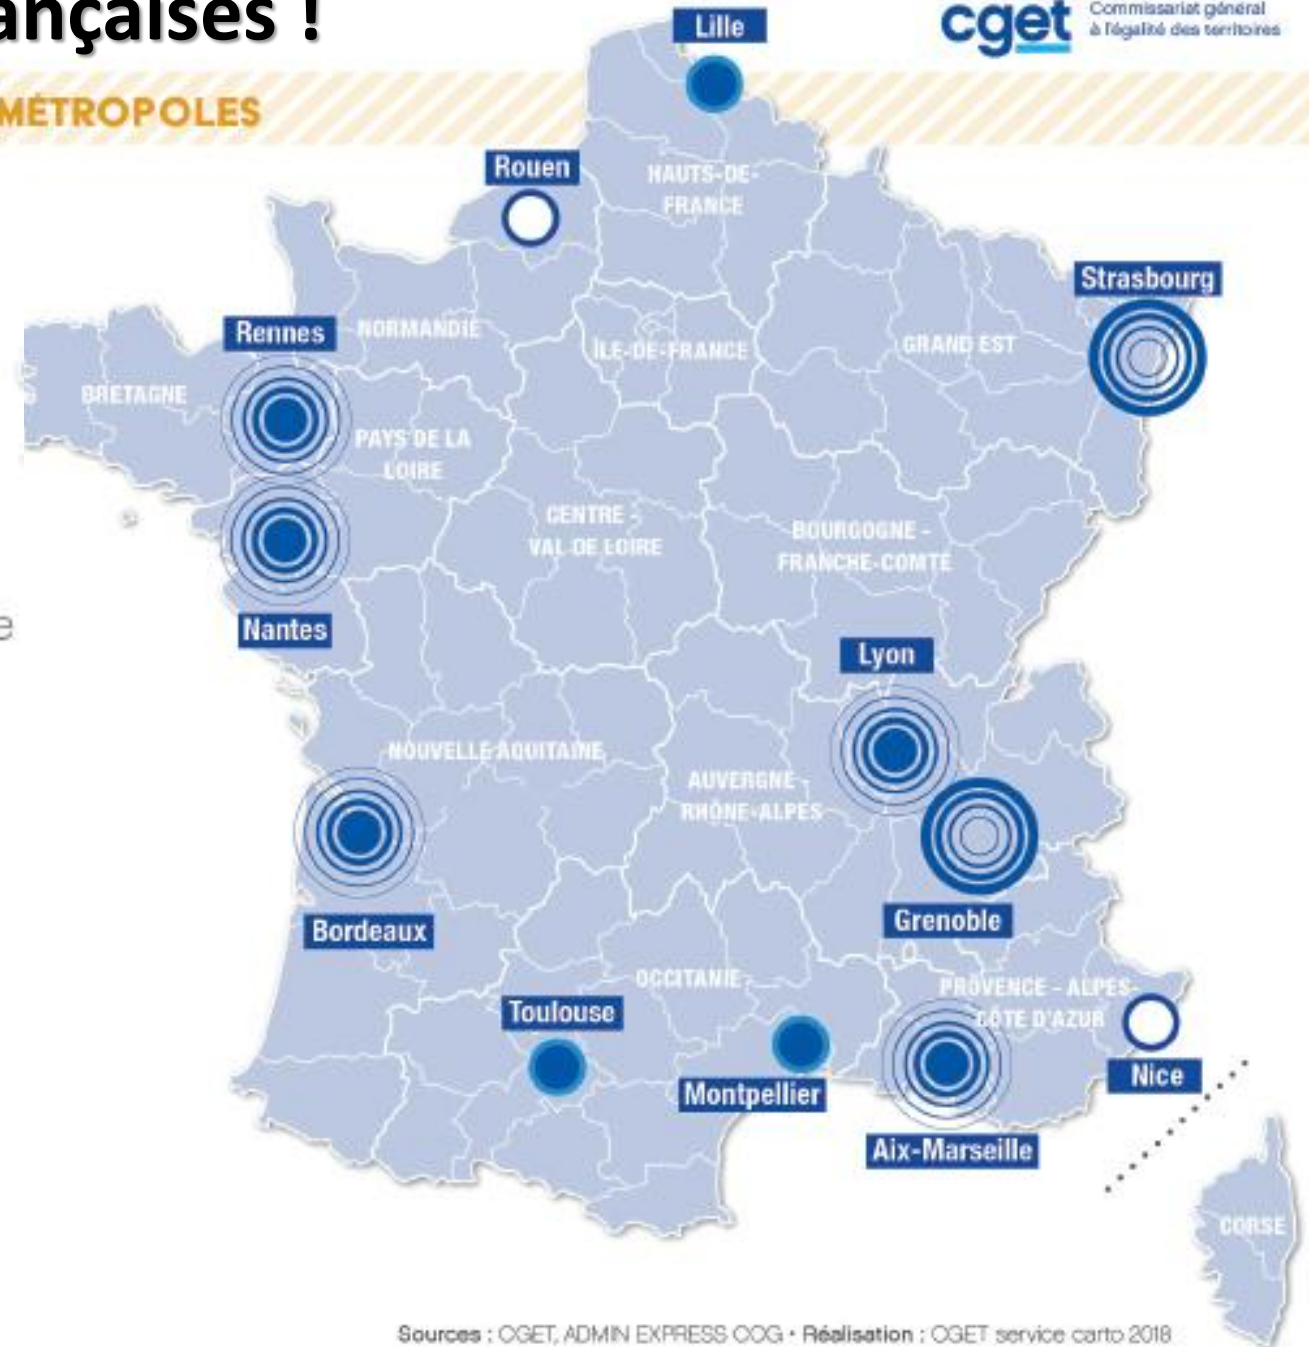 ançaises !
cget
Commissariat général
à l'égalité des territoires
MÉTROPOLES
Lille
Rouen
HAUTS-DE-
FRANCE
Strasbourg
Rennes
NORMANDIE
ÎLE-DE-FRANCE
GRAND EST
BRETAGNE
PAYS DE LA
LOIRE
CENTRE -
VAL DE LOIRE
BOURGOGNE -
FRANCHE-COMTÉ
e
Nantes
Lyon
NOUVELLE AQUITAINE
AUVERGNE -
RHÔNE-ALPES
Bordeaux
Grenoble
OCCITANIE
PROVENCE - ALPES-
CÔTE D'AZUR
Toulouse
Montpellier
Nice
Aix-Marseille
CORSE
Sources : CGET, ADMIN EXPRESS COG • Réalisation : CGET service carto 2018